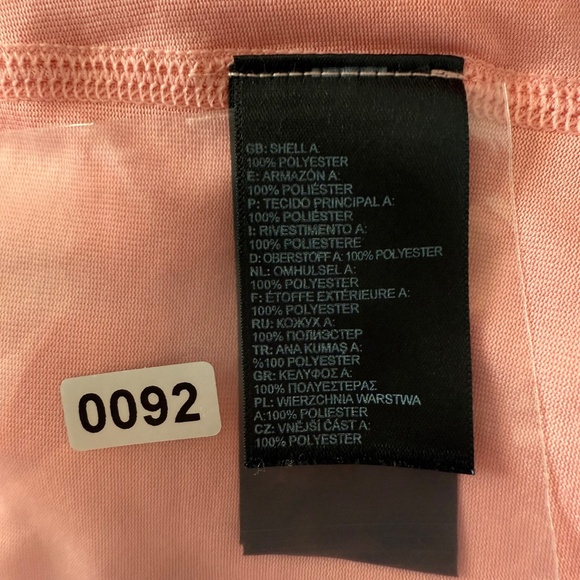 GB: SHELL A:
100% POLYESTER
E: ARMAZÓN A:
100% POLIÉSTER
P: TECIDO PRINCIPAL A:
100% POLIÉSTER
I: RIVESTIMENTO A:
100% POLIESTERE
D: OBERSTOFF A: 100% POLYESTER
NL: OMHULSEL A:
100% POLYESTER
F: ÉTOFFE EXTÉRIEURE A:
100% POLYESTER
RU: КОЖУХ A:
100% ПОЛИЭСТЕР
TR: ANA KUMAŞ A:
%100 POLYESTER
GR: ΚΕΛΥΦΟΣ A:
100% ΠΟΛΥΕΣΤΕΡΑΣ
PL: WIERZCHNIA WARSTWA
A:100% POLIESTER
CZ: VNĚJŠÍ ČÁST A:
100% POLYESTER
0092